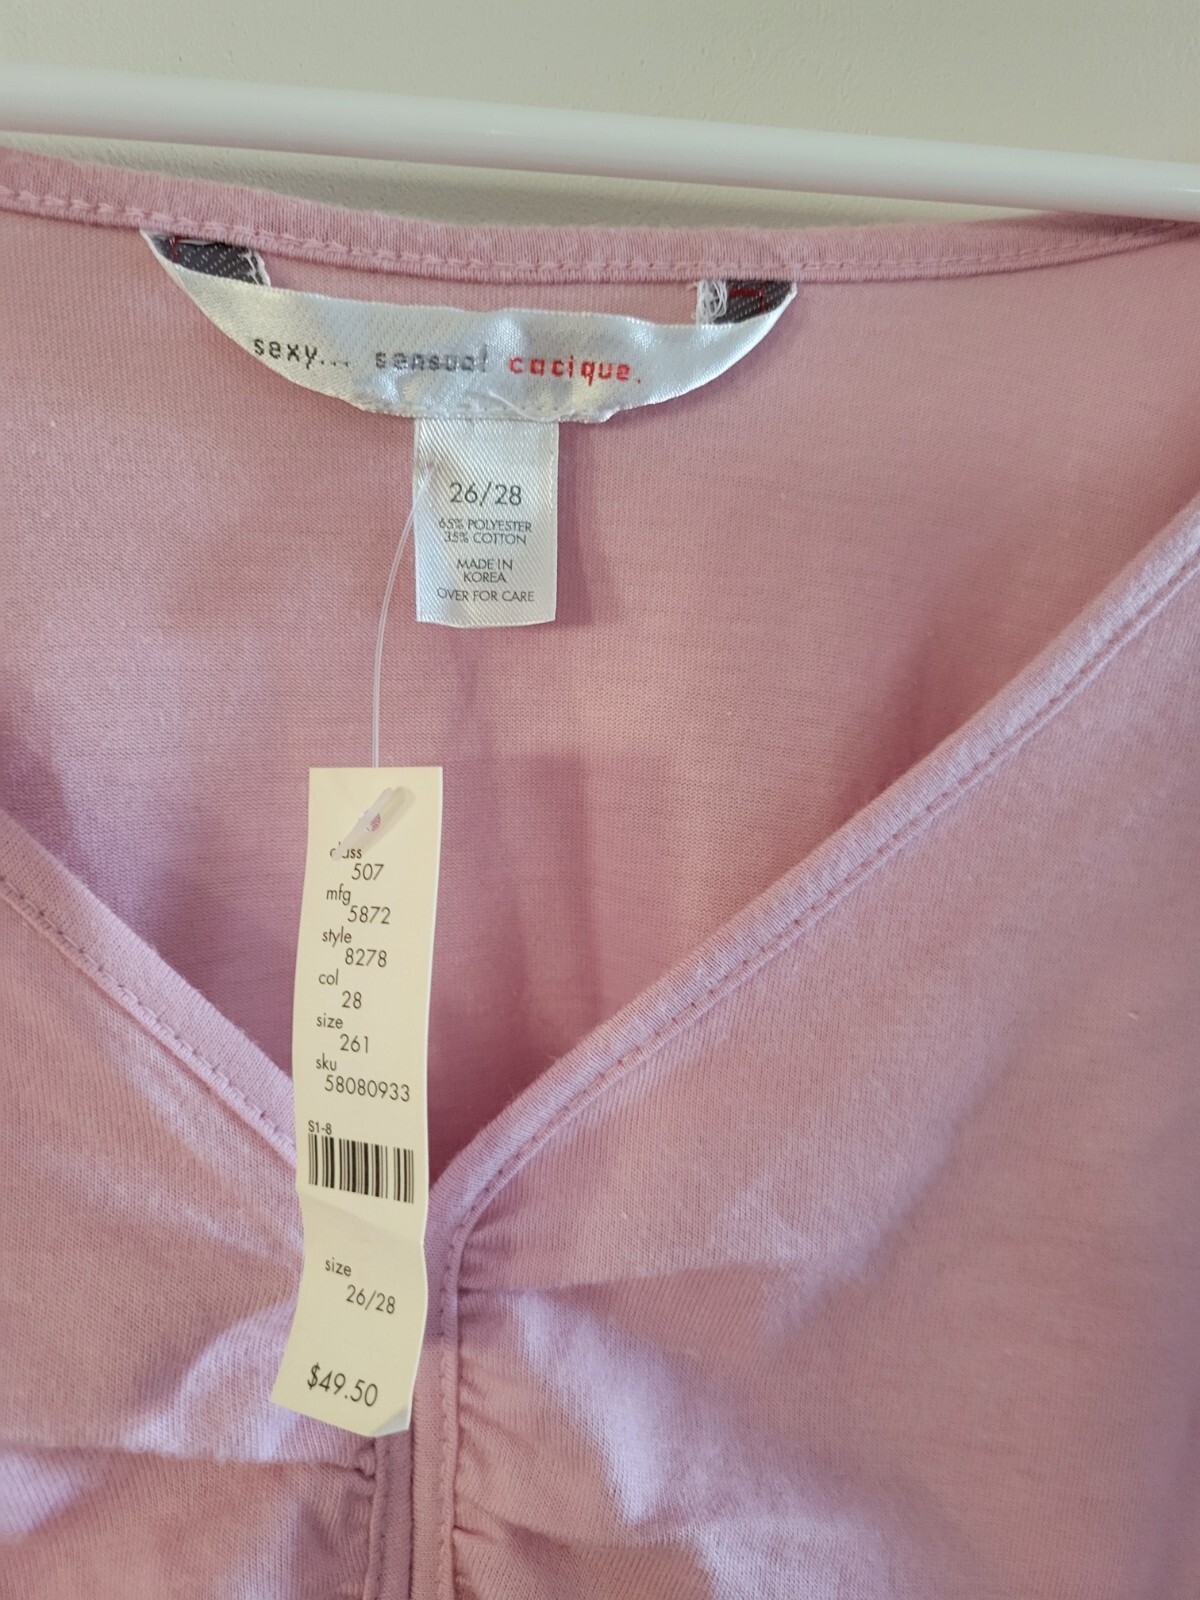 sexy... sensual cacique.
26/28
65% POLYESTER
35% COTTON
MADE IN
KOREA
OVER FOR CARE
class
507
mfg
5872
style
8278
col
28
size
261
sku
58080933
S1-8
size
26/28
$49.50